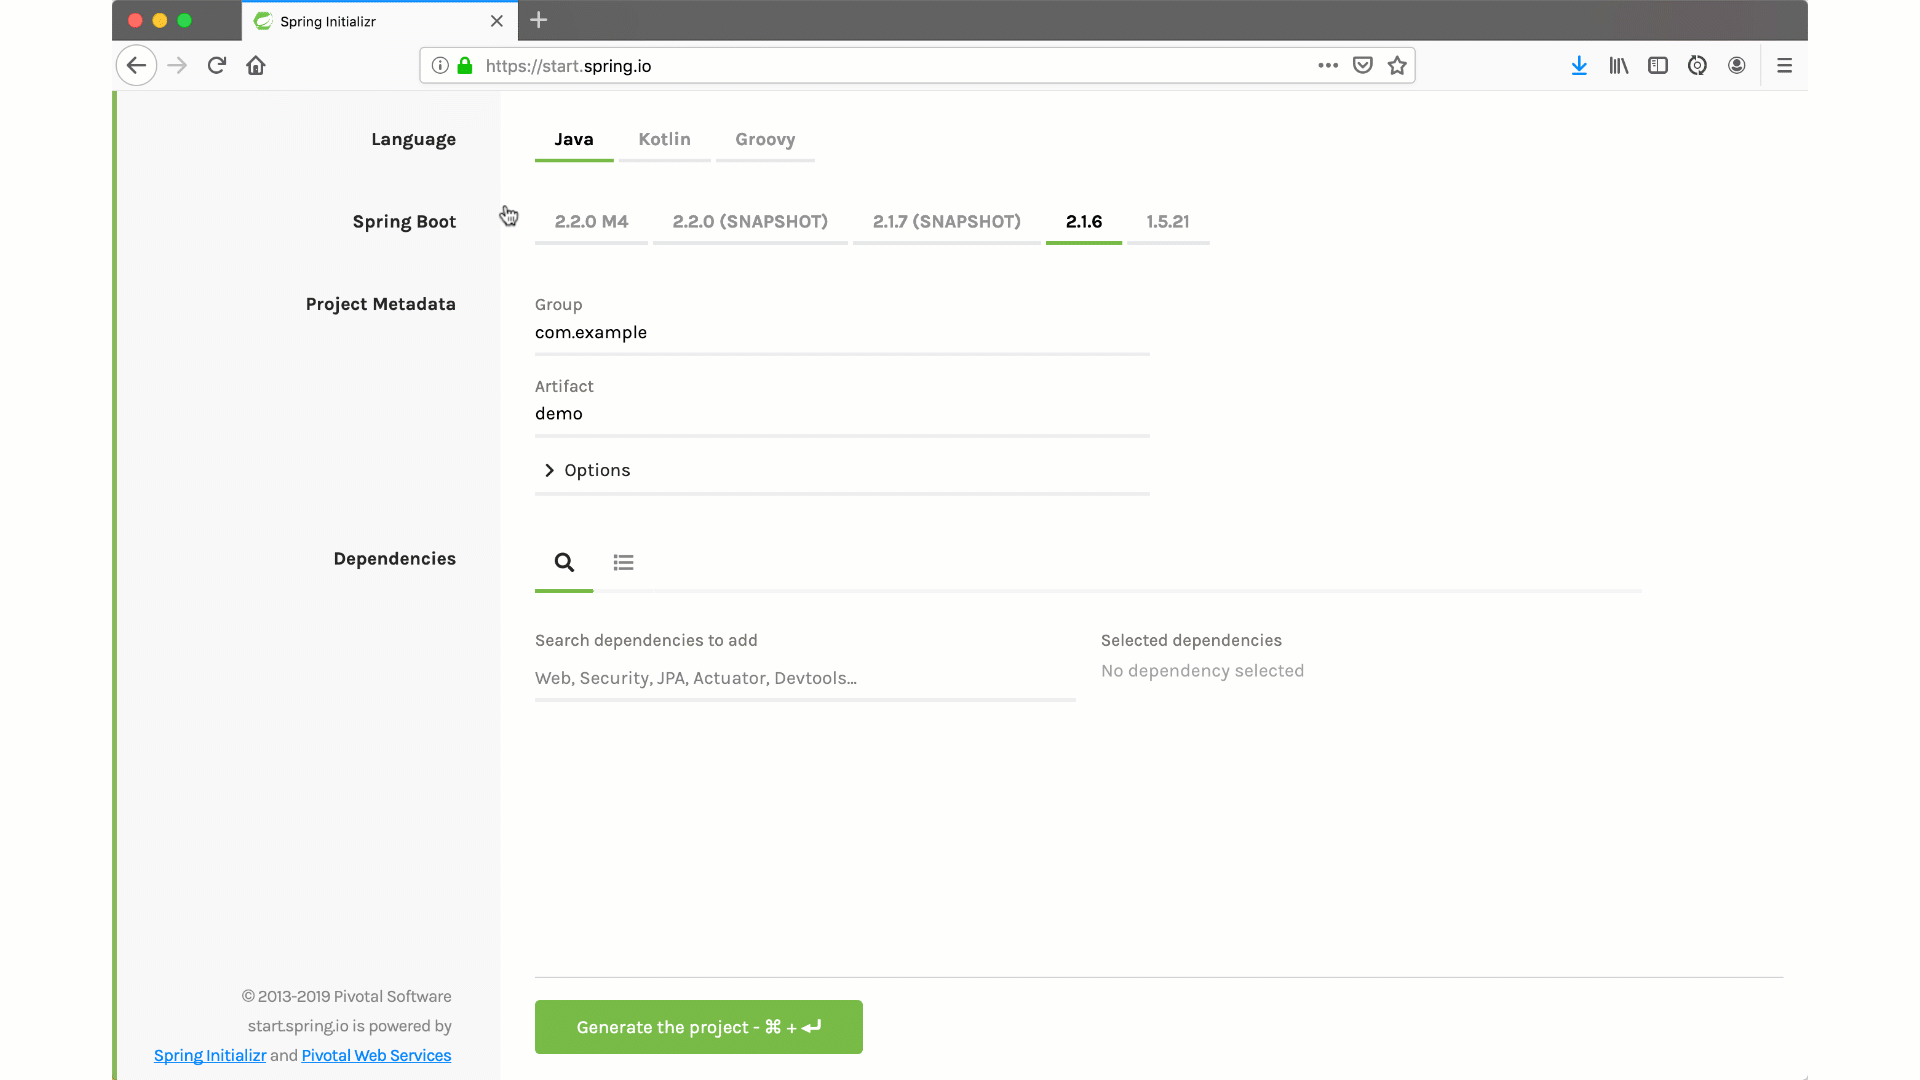 Spring Initializr
https://start.spring.io
Language
Java Kotlin Groovy
Spring Boot
2.2.0 M4 2.2.0 (SNAPSHOT) 2.1.7 (SNAPSHOT) 2.1.6 1.5.21
Project Metadata
Group
com.example
Artifact
demo
Options
Dependencies
Search dependencies to add
Web, Security, JPA, Actuator, Devtools...
Selected dependencies
No dependency selected
© 2013-2019 Pivotal Software
start.spring.io is powered by
Spring Initializr and Pivotal Web Services
Generate the project - ⌘ + ↵